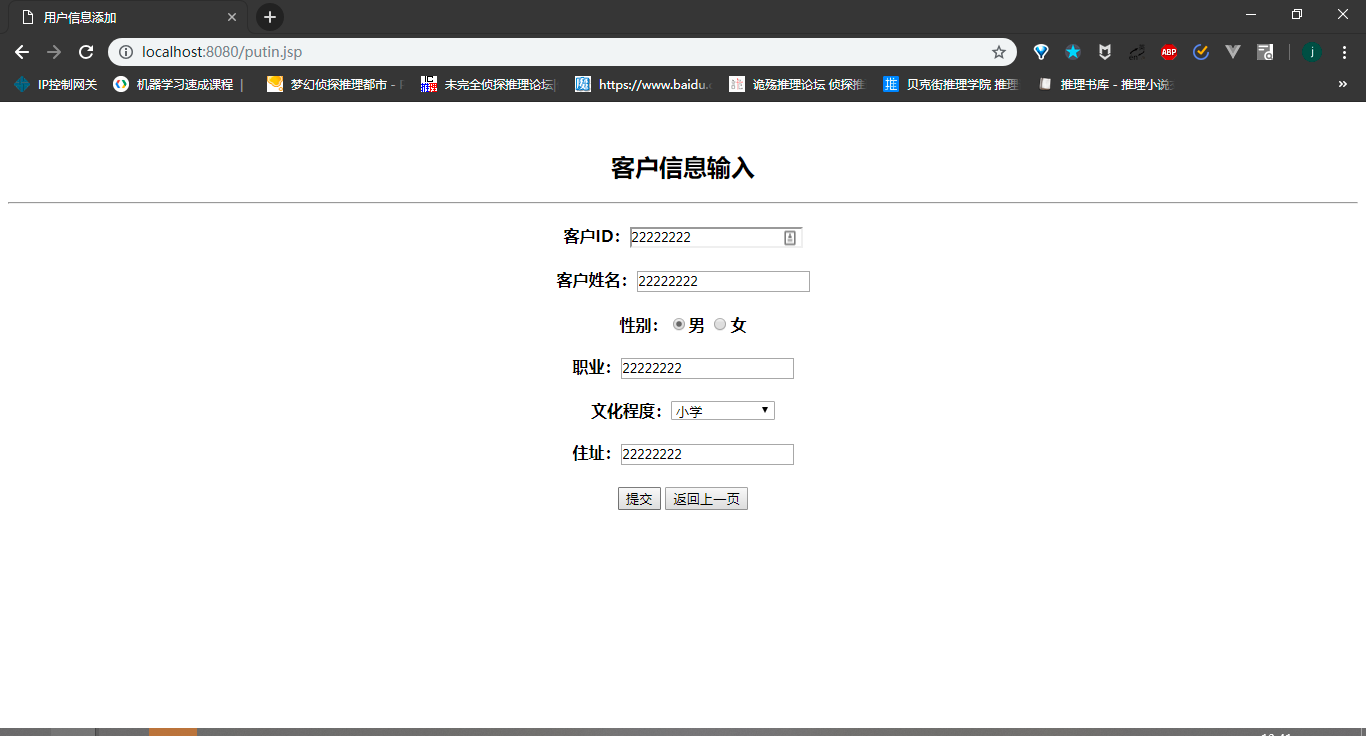 用户信息添加
localhost:8080/putin.jsp
ABP
j
IP控制网关
机器学习速成课程 |
梦幻侦探推理都市 -
未完全侦探推理论坛
https://www.baidu.
诡殇推理论坛 侦探推
贝克街推理学院 推理
推理书库 - 推理小说
»
客户信息输入
客户ID： 22222222
客户姓名： 22222222
性别： 男 女
职业： 22222222
文化程度： 小学
住址： 22222222
提交 返回上一页